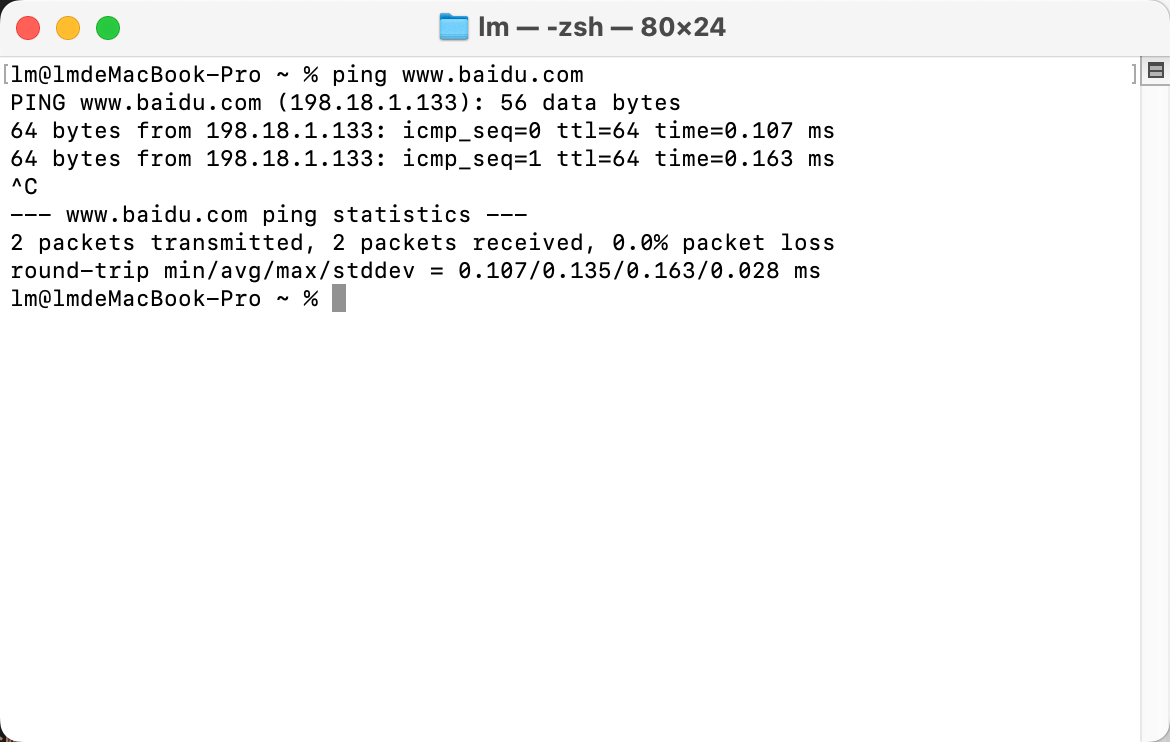 lm — -zsh — 80×24
[lm@lmdeMacBook-Pro ~ % ping www.baidu.com ]
PING www.baidu.com (198.18.1.133): 56 data bytes
64 bytes from 198.18.1.133: icmp_seq=0 ttl=64 time=0.107 ms
64 bytes from 198.18.1.133: icmp_seq=1 ttl=64 time=0.163 ms
^C
--- www.baidu.com ping statistics ---
2 packets transmitted, 2 packets received, 0.0% packet loss
round-trip min/avg/max/stddev = 0.107/0.135/0.163/0.028 ms
lm@lmdeMacBook-Pro ~ %